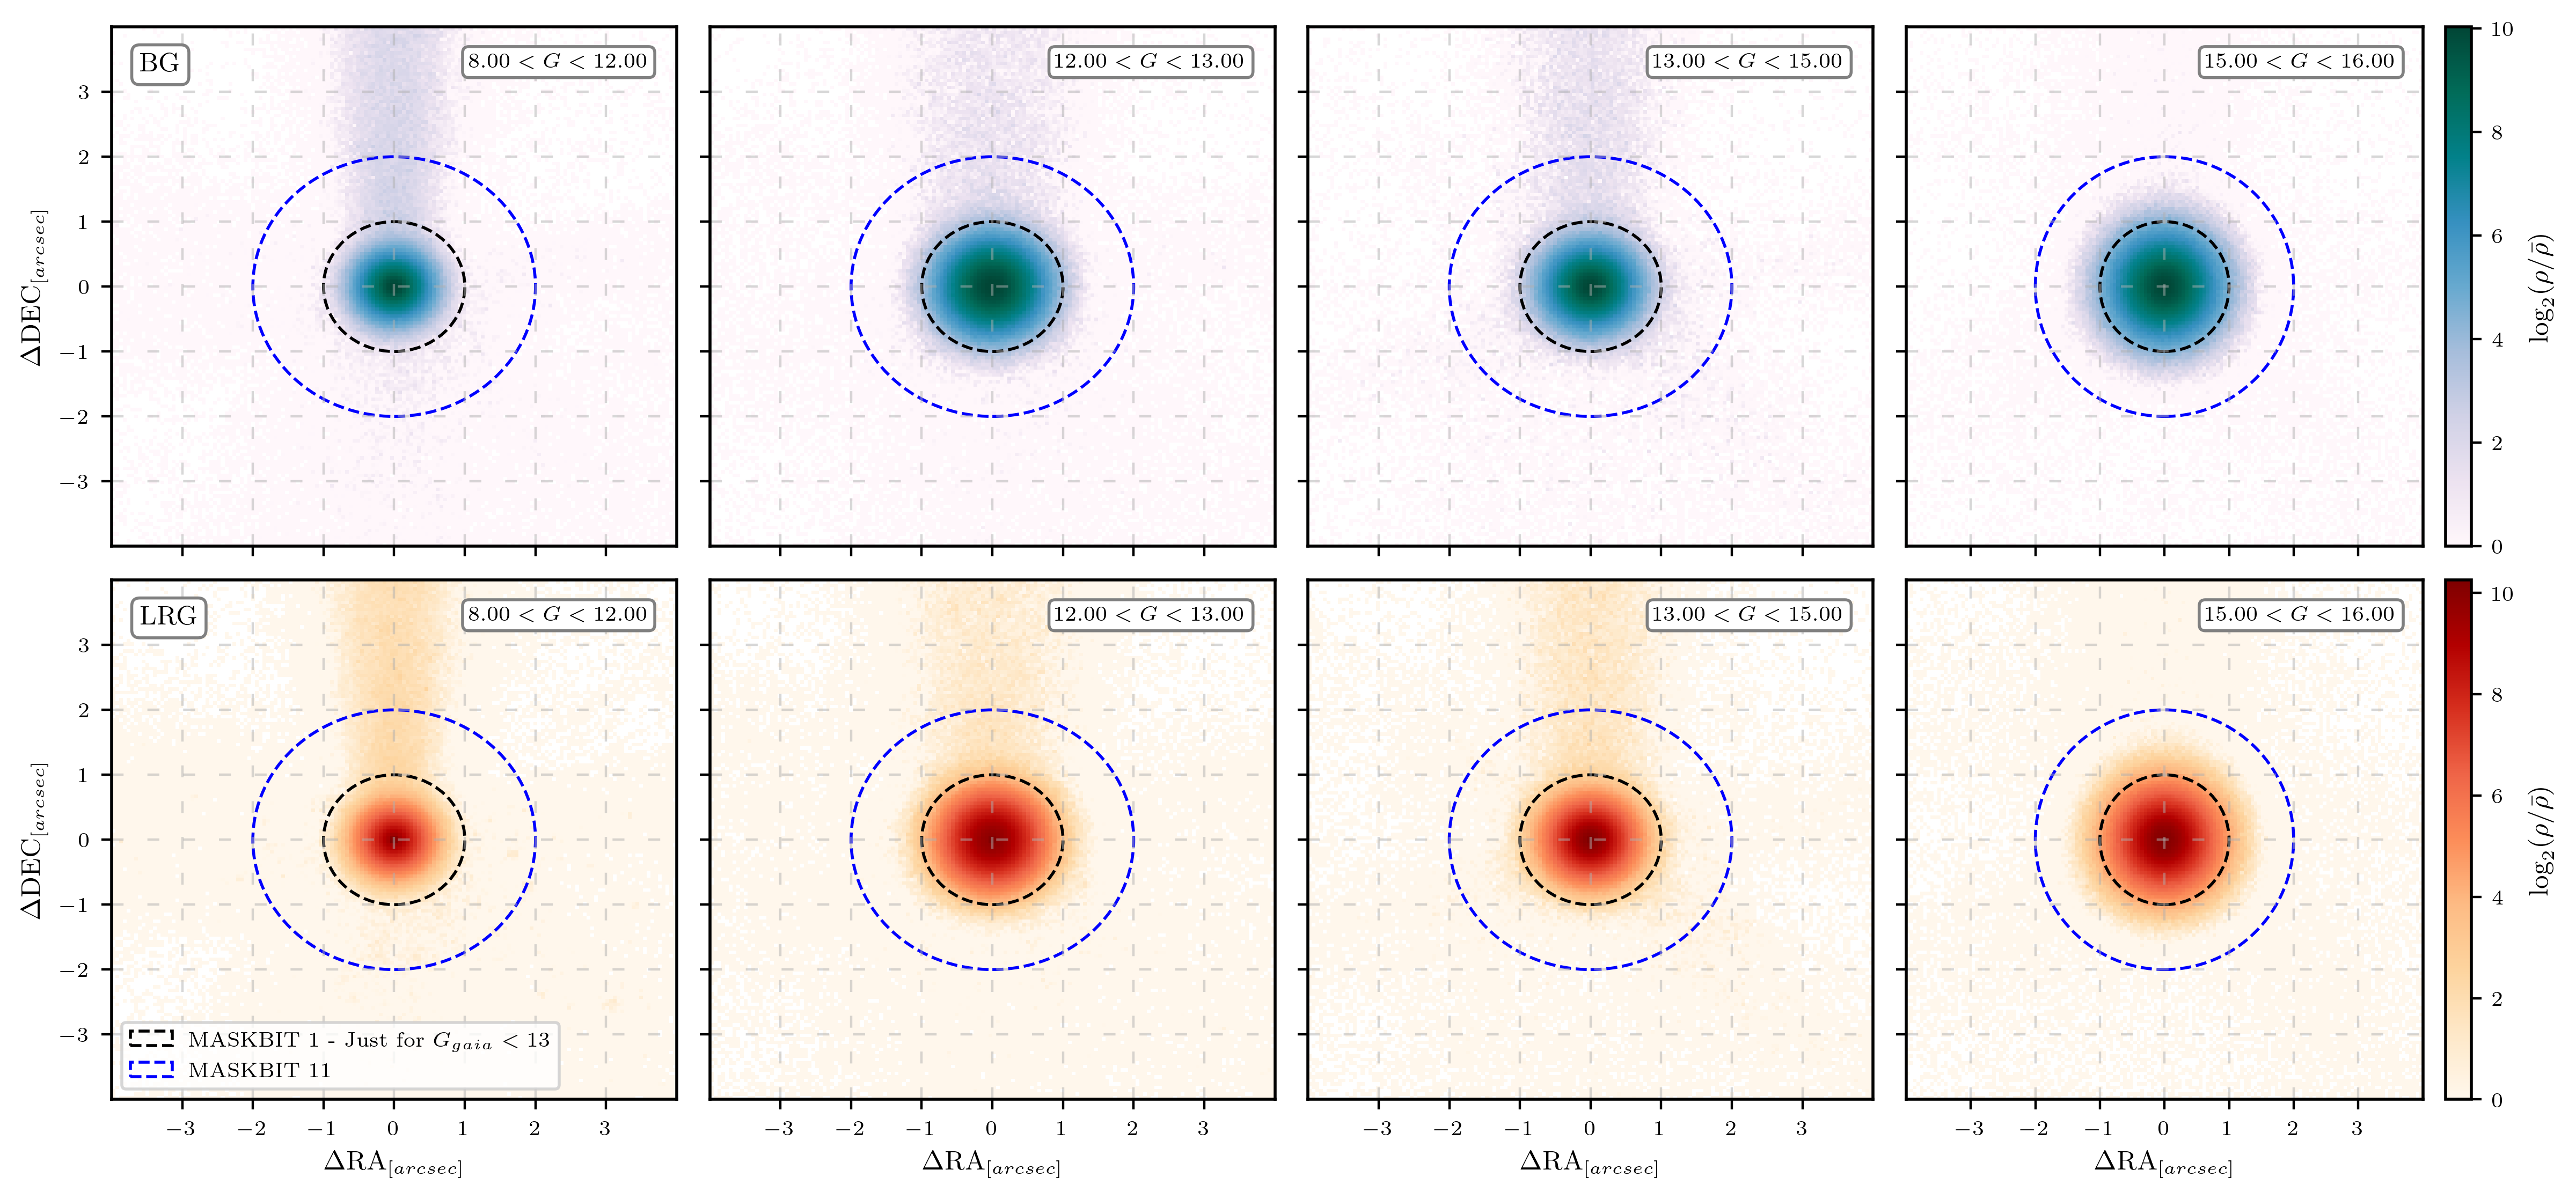 BG
8.00 < G < 12.00
12.00 < G < 13.00
13.00 < G < 15.00
15.00 < G < 16.00
3
2
1
0
−1
−2
−3
ΔDEC[arcsec]
10
8
6
4
2
0
log₂(ρ/ρ̄)
LRG
8.00 < G < 12.00
12.00 < G < 13.00
13.00 < G < 15.00
15.00 < G < 16.00
3
2
1
0
−1
−2
−3
ΔDEC[arcsec]
MASKBIT 1 - Just for Ggaia < 13
MASKBIT 11
10
8
6
4
2
0
log₂(ρ/ρ̄)
−3 −2 −1 0 1 2 3
−3 −2 −1 0 1 2 3
−3 −2 −1 0 1 2 3
−3 −2 −1 0 1 2 3
ΔRA[arcsec]
ΔRA[arcsec]
ΔRA[arcsec]
ΔRA[arcsec]